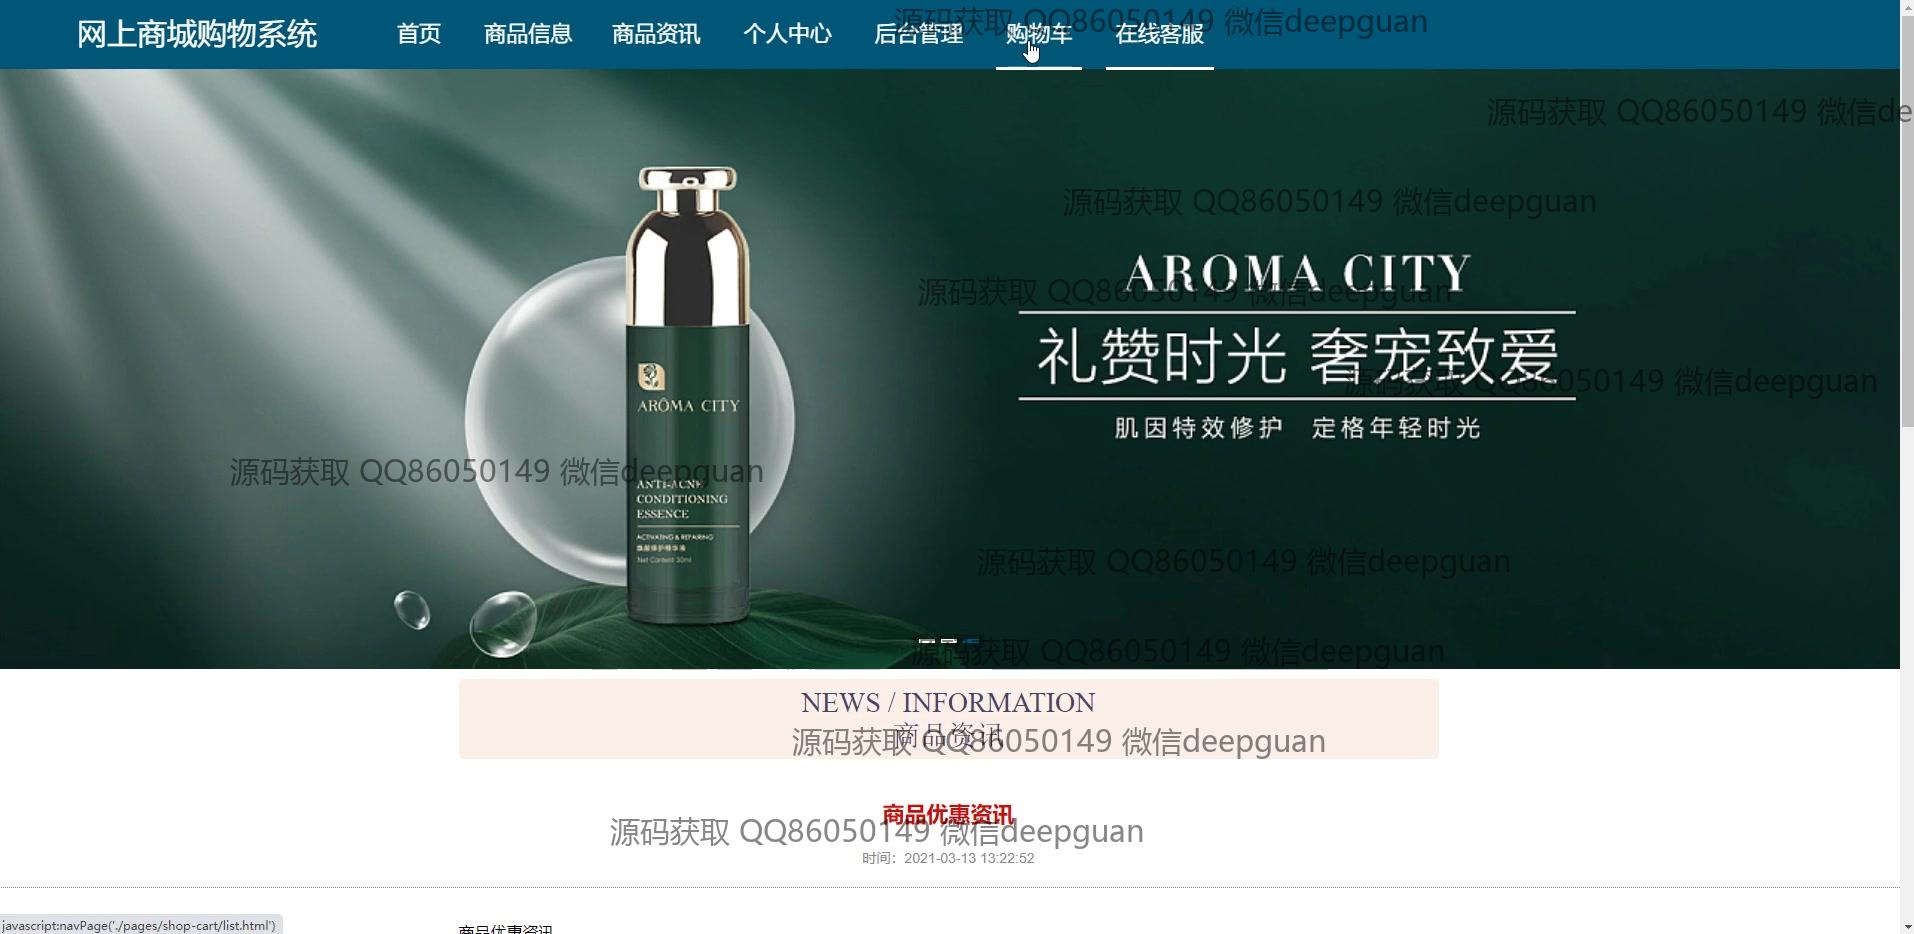 网上商城购物系统 首页 商品信息 商品资讯 个人中心 后台管理 购物车 在线客服
源码获取 QQ86050149 微信deepguan
源码获取 QQ86050149 微信de
源码获取 QQ86050149 微信deepguan
AROMA CITY
源码获取 QQ86050149 微信deepguan
礼赞时光 奢宠致爱
源码获取 QQ86050149 微信deepguan
肌因特效修护 定格年轻时光
AROMA CITY
源码获取 QQ86050149 微信deepguan
ANTI-ACNE
CONDITIONING
ESSENCE
ACTIVATING & REPAIRING
Net Content 30ml
源码获取 QQ86050149 微信deepguan
源码获取 QQ86050149 微信deepguan
NEWS / INFORMATION
商品资讯
源码获取 QQ86050149 微信deepguan
商品优惠资讯
源码获取 QQ86050149 微信deepguan
时间：2021-03-13 13:22:52
商品优惠资讯
javascript:navPage('./pages/shop-cart/list.html')